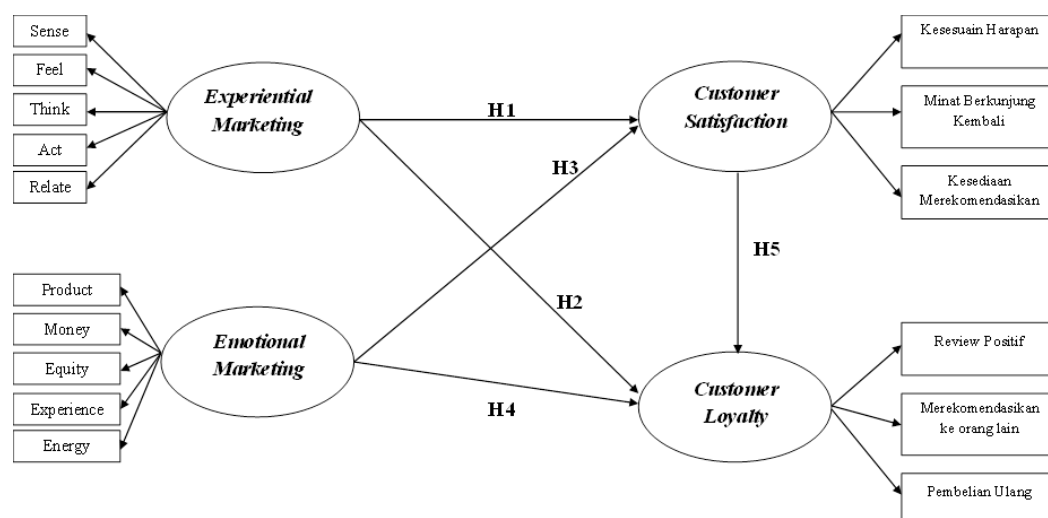 Sense
Feel
Think
Act
Relate
Experiential
Marketing
H1
Customer
Satisfaction
Kesesuain Harapan
Minat Berkunjung
Kembali
Kesediaan
Merekomendasikan
H3
H5
H2
Product
Money
Equity
Experience
Energy
Emotional
Marketing
H4
Customer
Loyalty
Review Positif
Merekomendasikan
ke orang lain
Pembelian Ulang